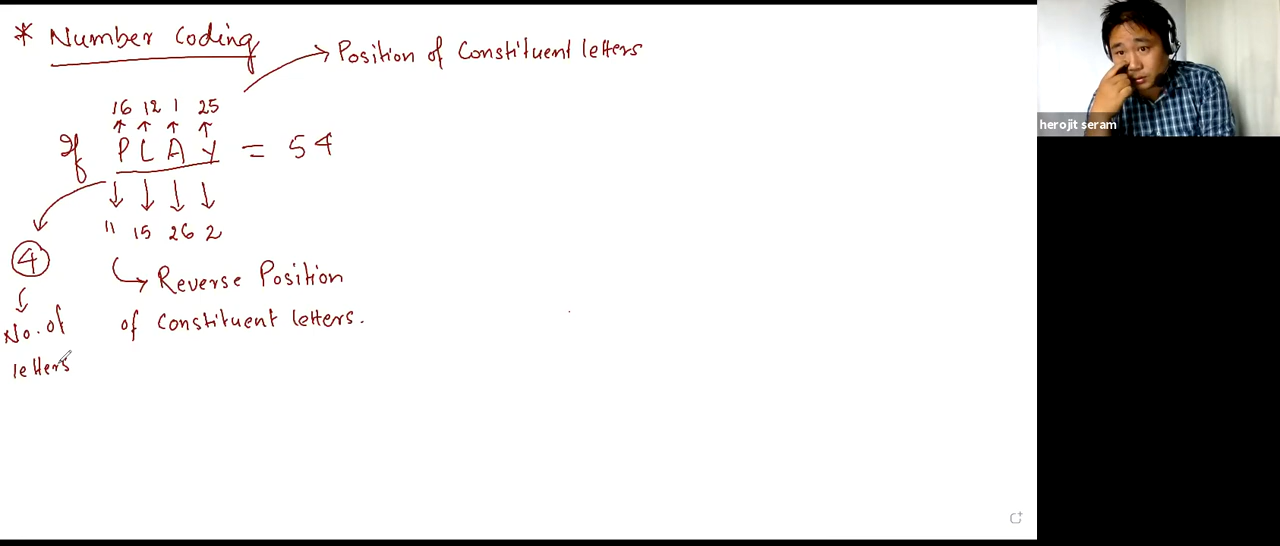 * Number Coding
Position of Constituent letters
16 12 1 25
If PLAY = 54
11 15 26 2
4
Reverse Position
of Constituent letters.
No. of
letters
herojit seram